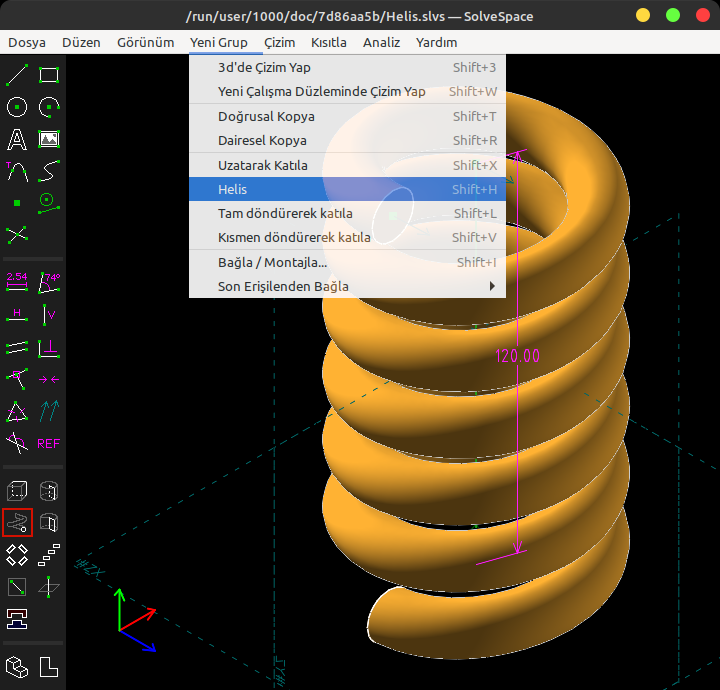 /run/user/1000/doc/7d86aa5b/Helis.slvs — SolveSpace
Dosya Düzen Görünüm Yeni Grup Çizim Kısıtla Analiz Yardım
3d'de Çizim Yap Shift+3
Yeni Çalışma Düzleminde Çizim Yap Shift+W
Doğrusal Kopya Shift+T
Dairesel Kopya Shift+R
Uzatarak Katıla Shift+X
Helis Shift+H
Tam döndürerek katıla Shift+L
Kısmen döndürerek katıla Shift+V
Bağla / Montajla... Shift+I
Son Erişilenden Bağla
A
T
2.54 74°
H V
REF
120.00
#ZX